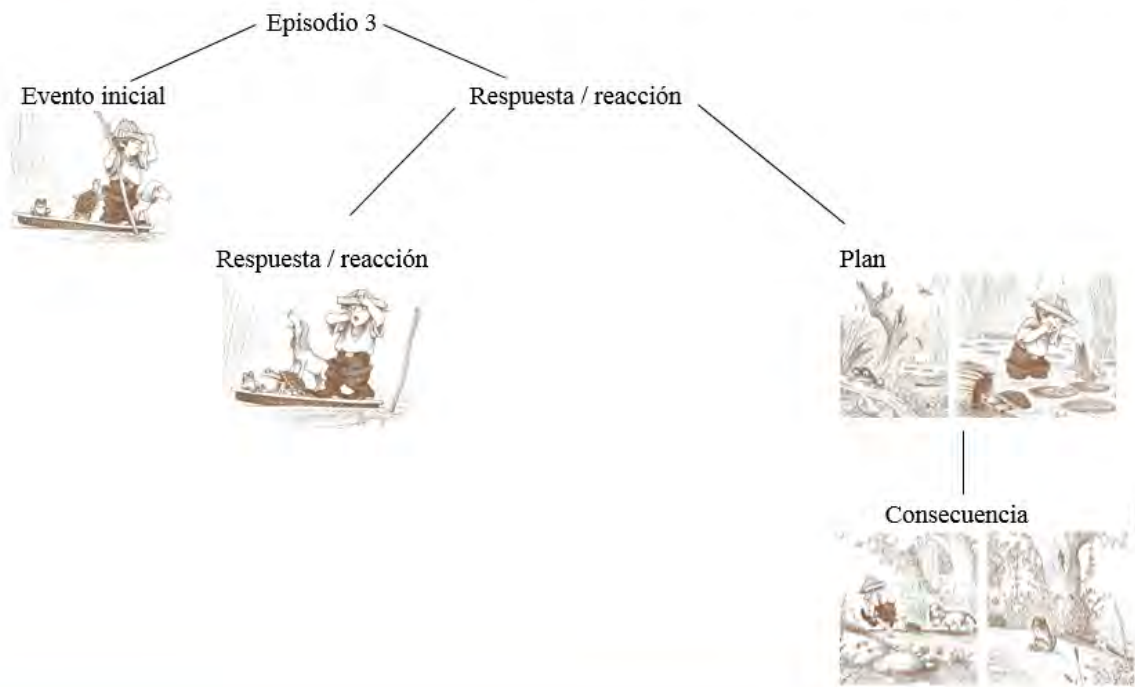 Episodio 3
Evento inicial
Respuesta / reacción
Respuesta / reacción
Plan
Consecuencia